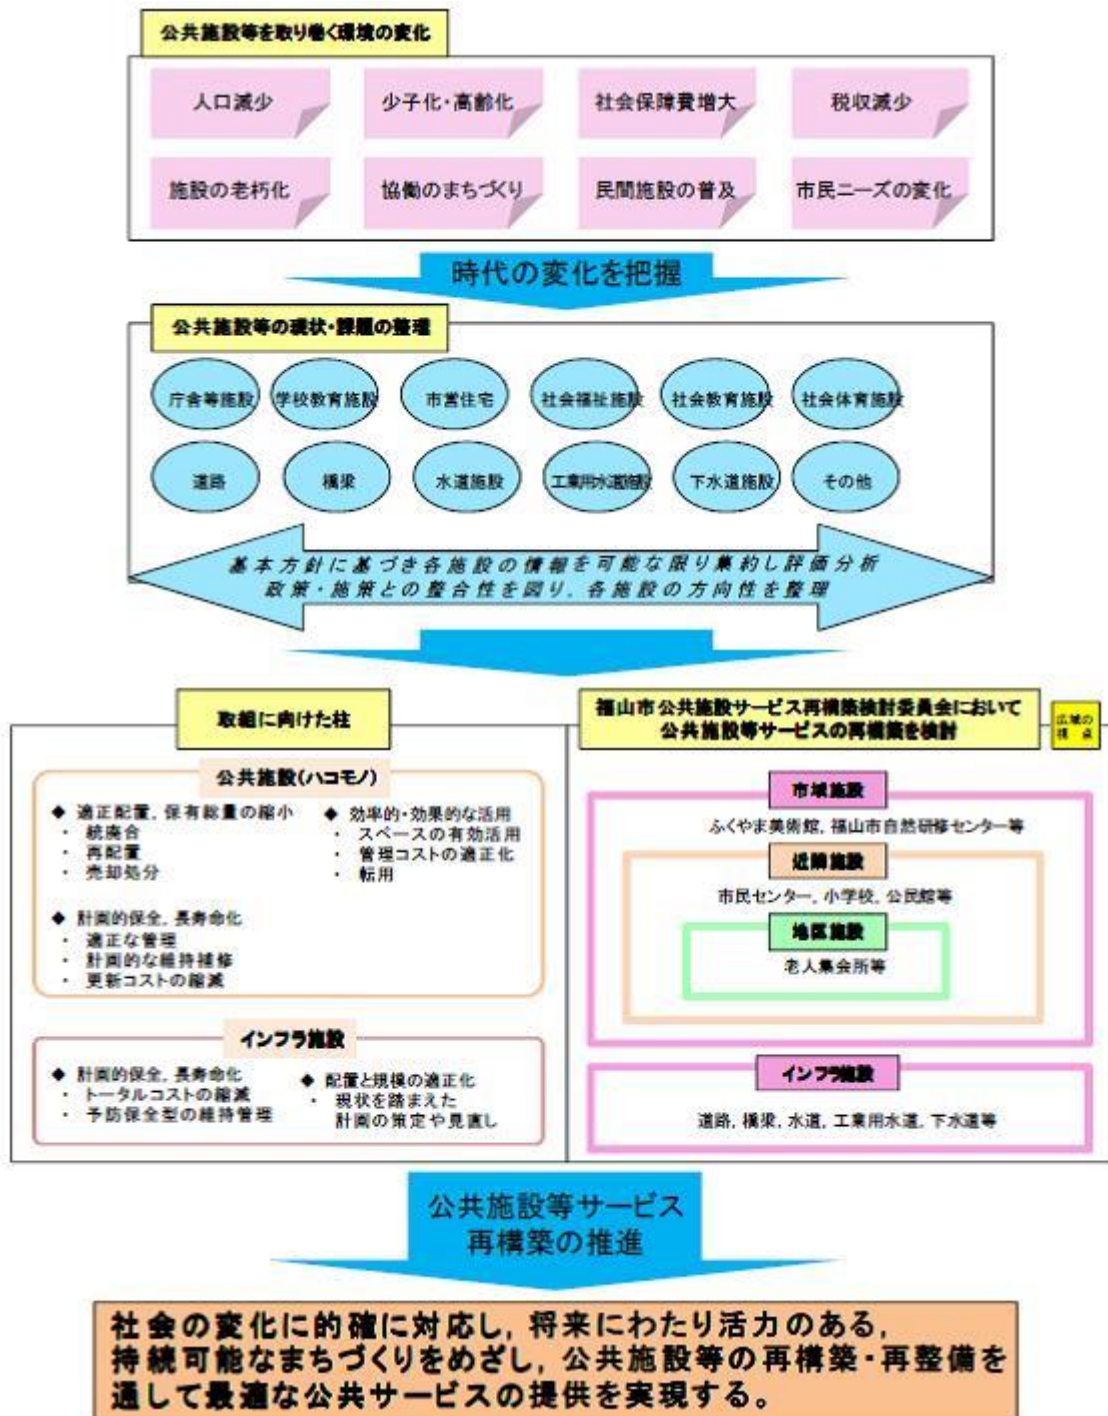 公共施設等を取り巻く環境の変化
人口減少
少子化・高齢化
社会保障費増大
税収減少
施設の老朽化
協働のまちづくり
民間施設の普及
市民ニーズの変化
時代の変化を把握
公共施設等の現状・課題の整理
庁舎等施設
学校教育施設
市営住宅
社会福祉施設
社会教育施設
社会体育施設
道路
橋梁
水道施設
工業用水道施設
下水道施設
その他
基本方針に基づき各施設の情報を可能な限り集約し評価分析
政策・施策との整合性を図り，各施設の方向性を整理
取組に向けた柱
公共施設(ハコモノ)
◆ 適正配置，保有総量の縮小
・ 統廃合
・ 再配置
・ 売却処分
◆ 効率的・効果的な活用
・ スペースの有効活用
・ 管理コストの適正化
・ 転用
◆ 計画的保全，長寿命化
・ 適正な管理
・ 計画的な維持補修
・ 更新コストの縮減
インフラ施設
◆ 計画的保全，長寿命化
・ トータルコストの縮減
・ 予防保全型の維持管理
◆ 配置と規模の適正化
・ 現状を踏まえた
計画の策定や見直し
福山市公共施設サービス再構築検討委員会において
公共施設等サービスの再構築を検討
広域の
視 点
市域施設
ふくやま美術館，福山市自然研修センター等
近隣施設
市民センター，小学校，公民館等
地区施設
老人集会所等
インフラ施設
道路，橋梁，水道，工業用水道，下水道等
公共施設等サービス
再構築の推進
社会の変化に的確に対応し，将来にわたり活力のある，
持続可能なまちづくりをめざし，公共施設等の再構築・再整備を
通して最適な公共サービスの提供を実現する。